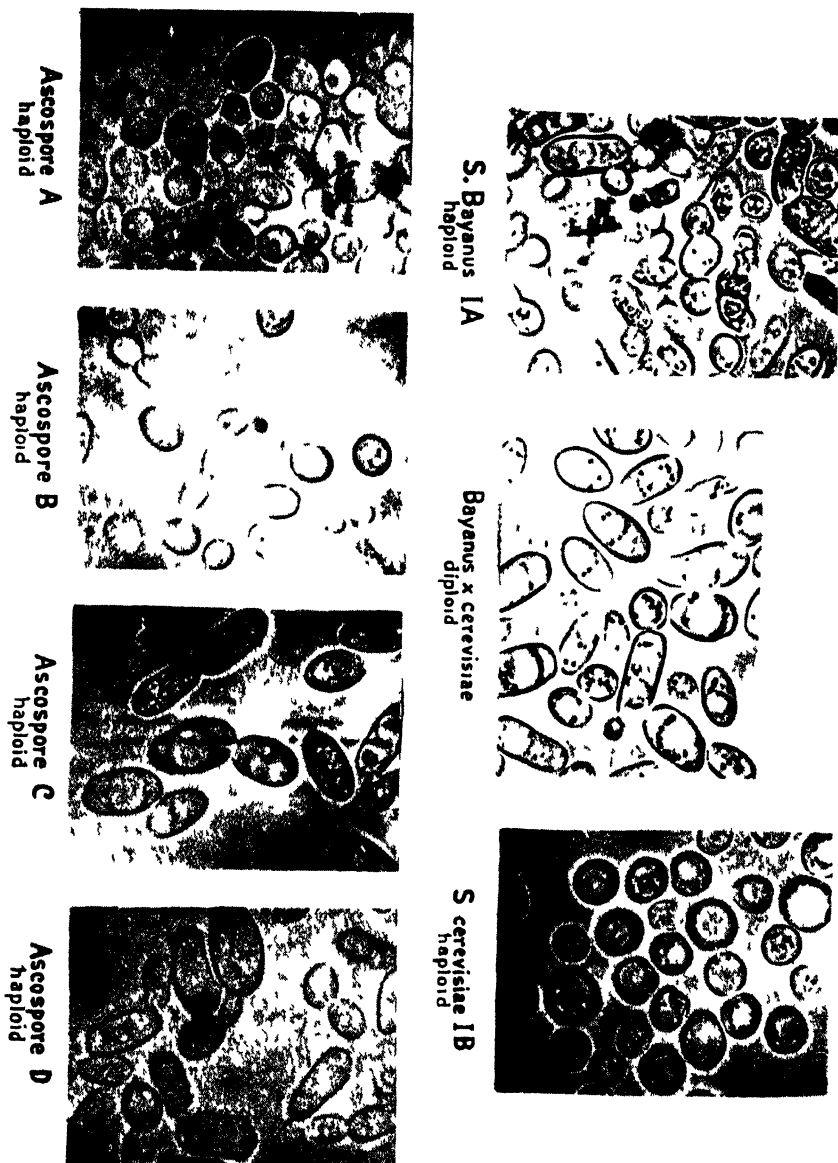 S. Bayanus IA
haploid
Bayanus x cerevisiae
diploid
S cerevisiae IB
haploid
Ascospore A
haploid
Ascospore B
haploid
Ascospore C
haploid
Ascospore D
haploid